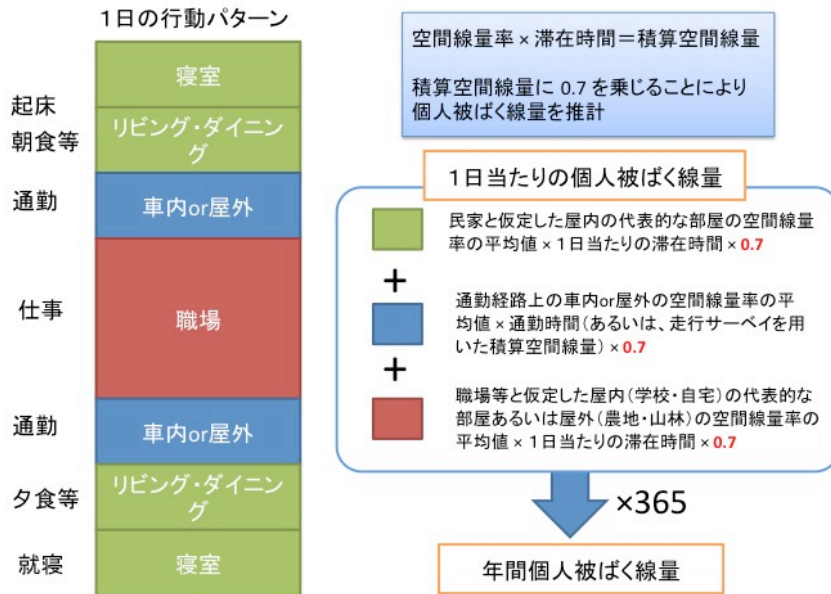 1日の行動パターン
寝室
起床
朝食等
リビング・ダイニン
グ
通勤
車内or屋外
仕事
職場
通勤
車内or屋外
夕食等
リビング・ダイニン
グ
就寝
寝室
空間線量率×滞在時間=積算空間線量
積算空間線量に 0.7 を乗じることにより
個人被ばく線量を推計
1日当たりの個人被ばく線量
民家と仮定した屋内の代表的な部屋の空間線量
率の平均値×1日当たりの滞在時間×0.7
+
通勤経路上の車内or屋外の空間線量率の平
均値×通勤時間(あるいは、走行サーベイを用
いた積算空間線量)×0.7
+
職場等と仮定した屋内(学校・自宅)の代表的な
部屋あるいは屋外(農地・山林)の空間線量率の
平均値×1日当たりの滞在時間×0.7
×365
年間個人被ばく線量